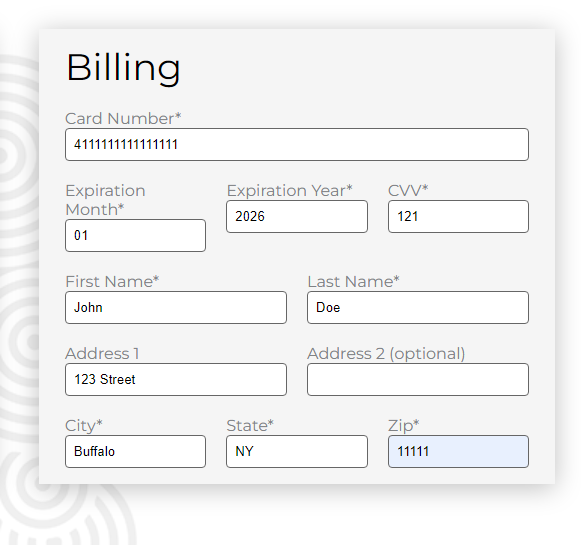 Billing
Card Number*
4111111111111111
Expiration Month*
Expiration Year*
CVV*
01
2026
121
First Name*
Last Name*
John
Doe
Address 1
Address 2 (optional)
123 Street
City*
State*
Zip*
Buffalo
NY
11111